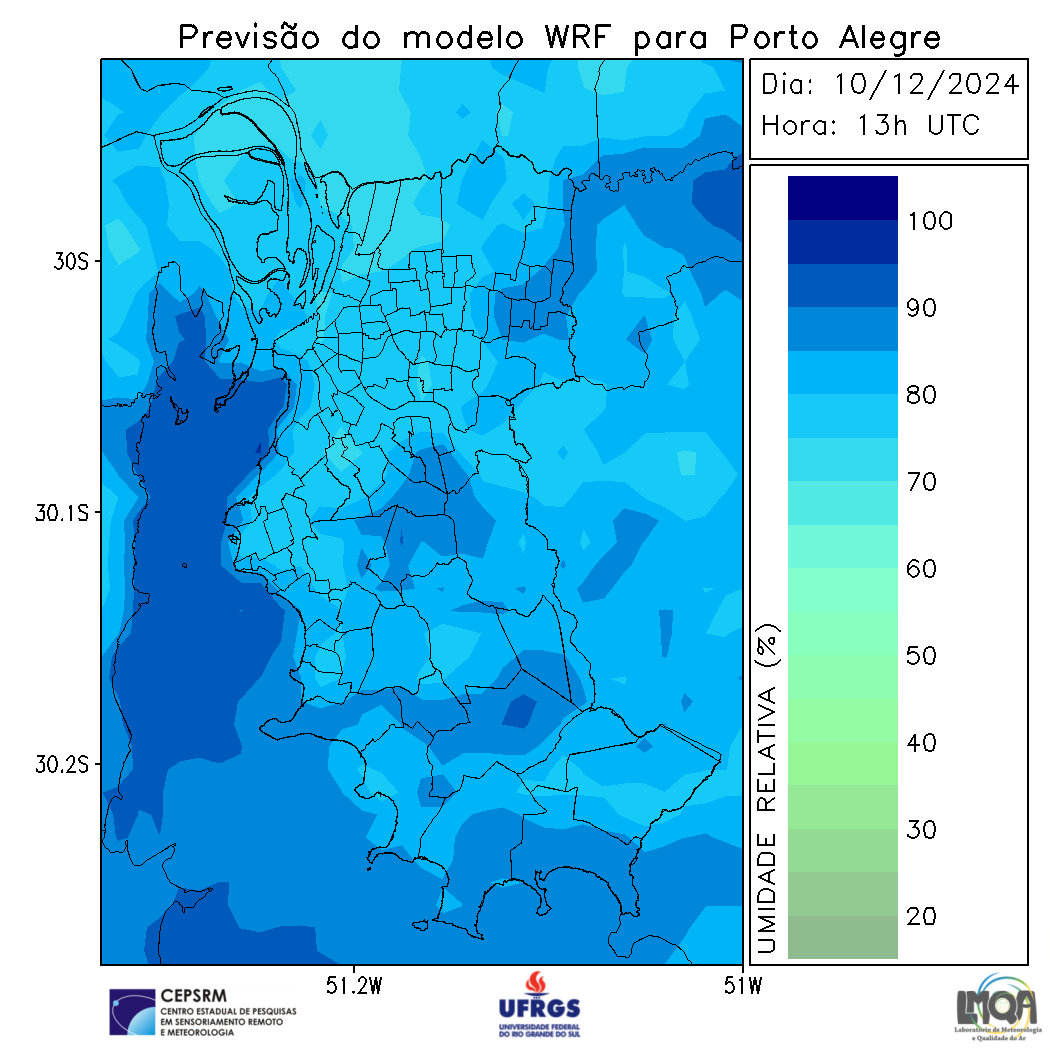 Previsão do modelo WRF para Porto Alegre
Dia: 10/12/2024
Hora: 13h UTC
30S
30.1S
30.2S
51.2W
51W
UMIDADE RELATIVA (%)
100
90
80
70
60
50
40
30
20
CEPSRM
CENTRO ESTADUAL DE PESQUISAS
EM SENSORIAMENTO REMOTO
E METEOROLOGIA
UFRGS
UNIVERSIDADE FEDERAL
DO RIO GRANDE DO SUL
LMQA
Laboratório de Meteorologia
e Qualidade do Ar